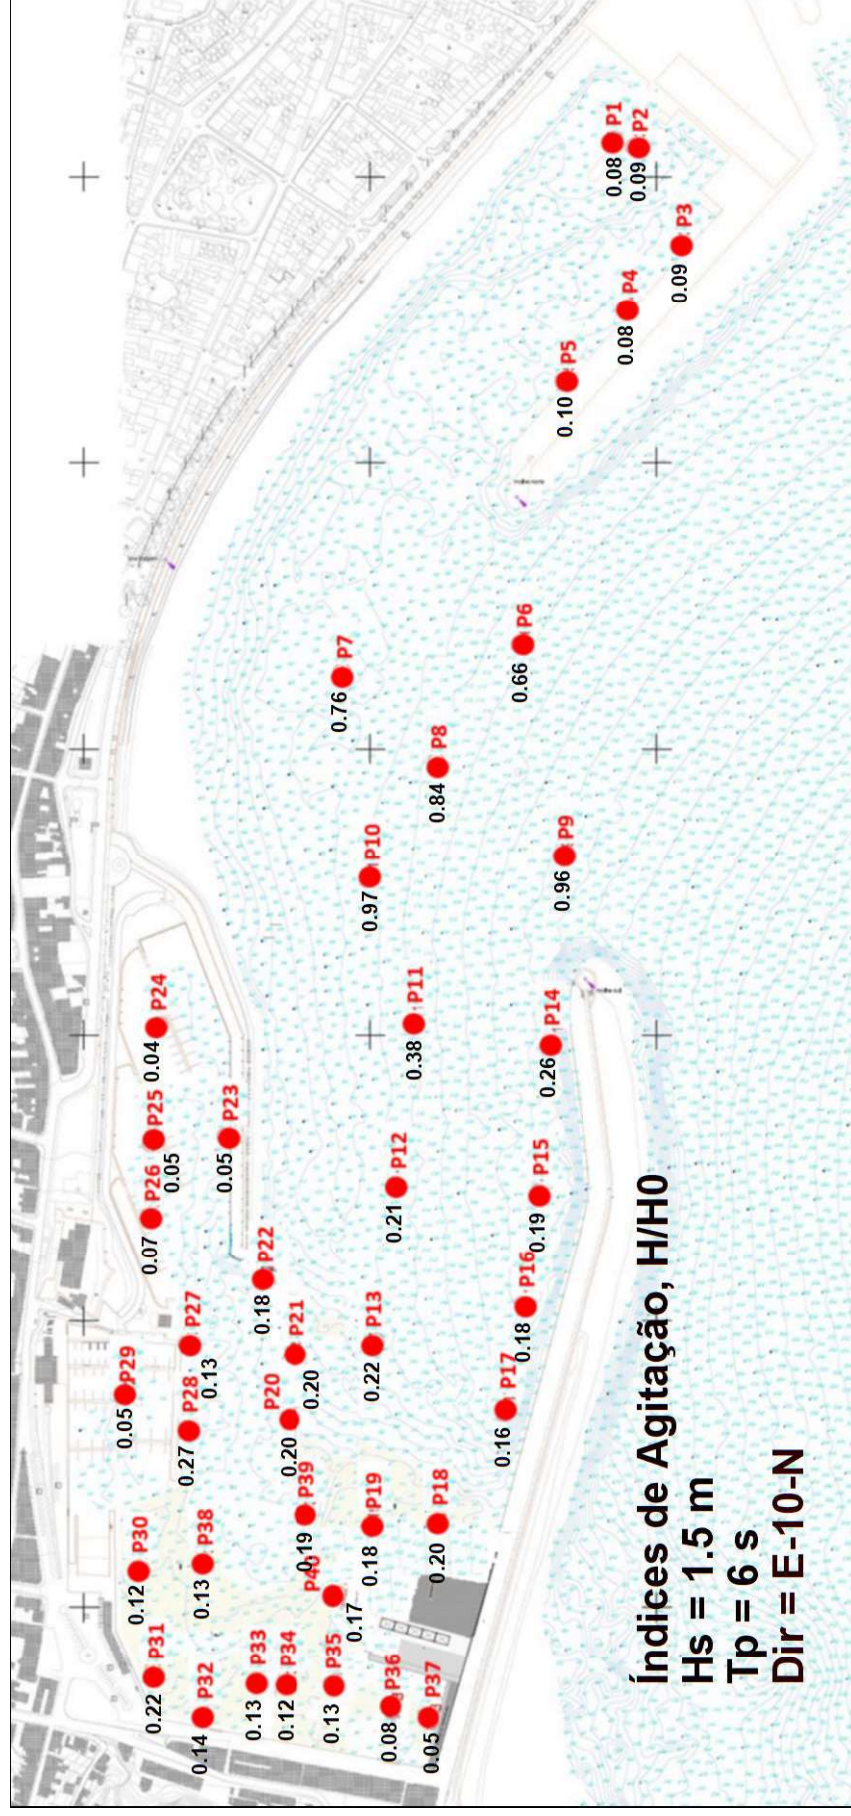 P1
0.08
P2
0.09
P3
0.09
P4
0.08
P5
0.10
P6
0.66
P7
0.76
P8
0.84
P9
0.96
P10
0.97
P11
0.38
P12
0.21
P13
0.22
P14
0.26
P15
0.19
P16
0.18
P17
0.16
P18
0.20
P19
0.18
P20
0.20
P21
0.20
P22
0.18
P23
0.05
P24
0.04
P25
0.05
P26
0.07
P27
0.13
P28
0.27
P29
0.05
P30
0.12
P31
0.22
P32
0.14
P33
0.13
P34
0.12
P35
0.13
P36
0.08
P37
0.05
P38
0.13
P39
0.19
P40
0.17
Índices de Agitação, H/H0
Hs = 1.5 m
Tp = 6 s
Dir = E-10-N